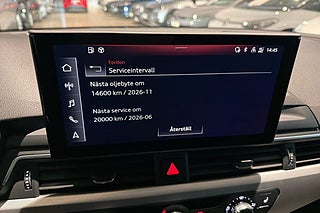 14:45
Fordon
Serviceintervall
Nästa oljebyte om
14600 km / 2026-11
Nästa service om
20000 km / 2026-06
Återställ